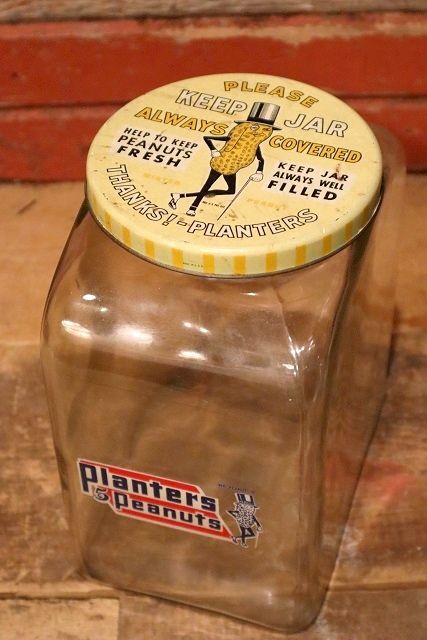 PLEASE
KEEP JAR
ALWAYS COVERED
HELP TO KEEP
PEANUTS
FRESH
KEEP JAR
ALWAYS WELL
FILLED
THANKS! - PLANTERS
Planters
5¢ Peanuts